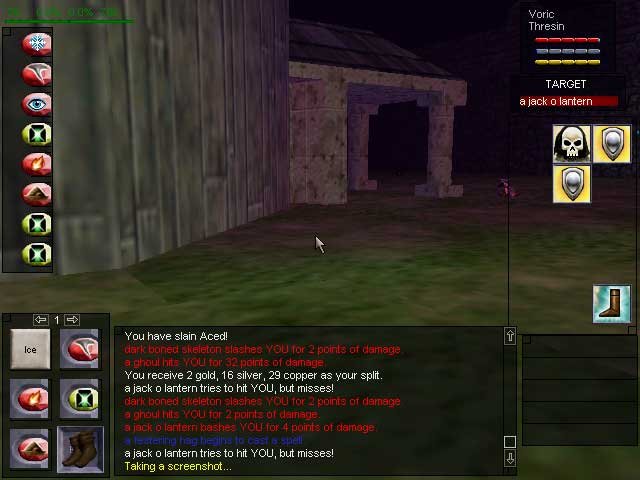 Voric
Thresin
TARGET
a jack o lantern
1
Ice
You have slain Aced!
dark boned skeleton slashes YOU for 2 points of damage.
a ghoul hits YOU for 32 points of damage.
You receive 2 gold, 16 silver, 29 copper as your split.
a jack o lantern tries to hit YOU, but misses!
dark boned skeleton slashes YOU for 2 points of damage.
a ghoul hits YOU for 2 points of damage.
a jack o lantern bashes YOU for 4 points of damage.
a festering hag begins to cast a spell.
a jack o lantern tries to hit YOU, but misses!
Taking a screenshot...